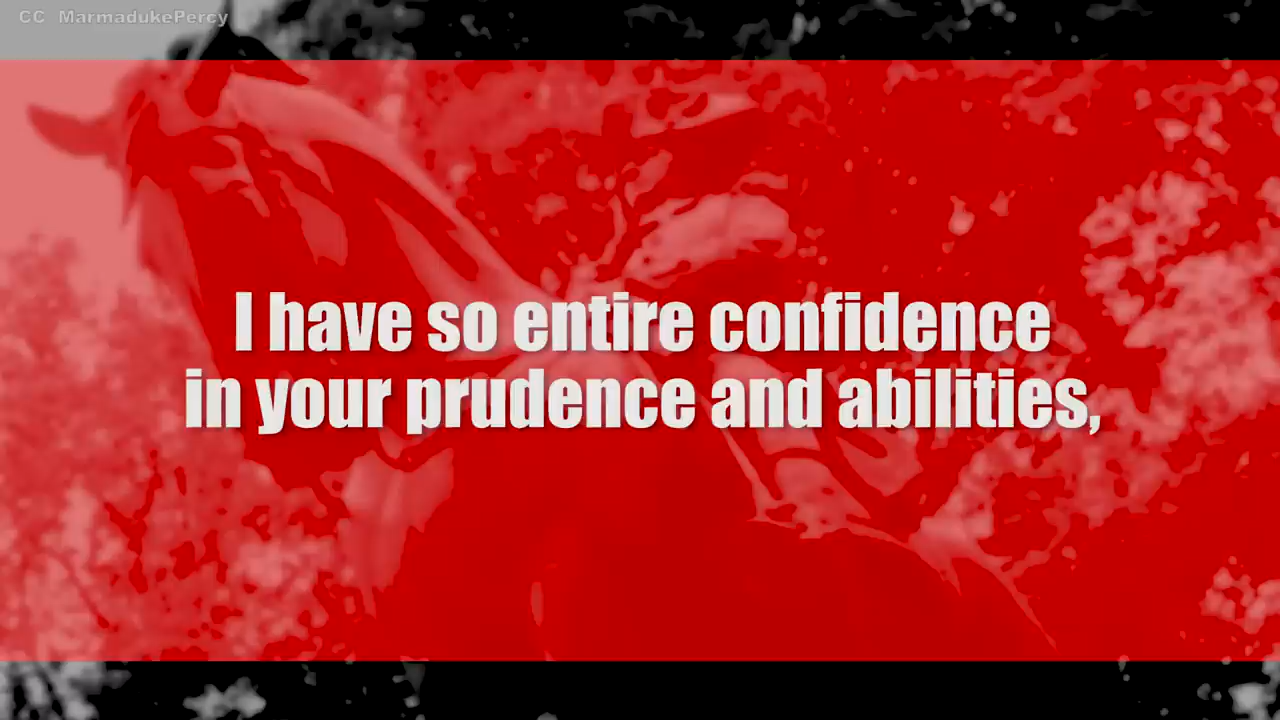 CC MarmadukePercy
I have so entire confidence
in your prudence and abilities,